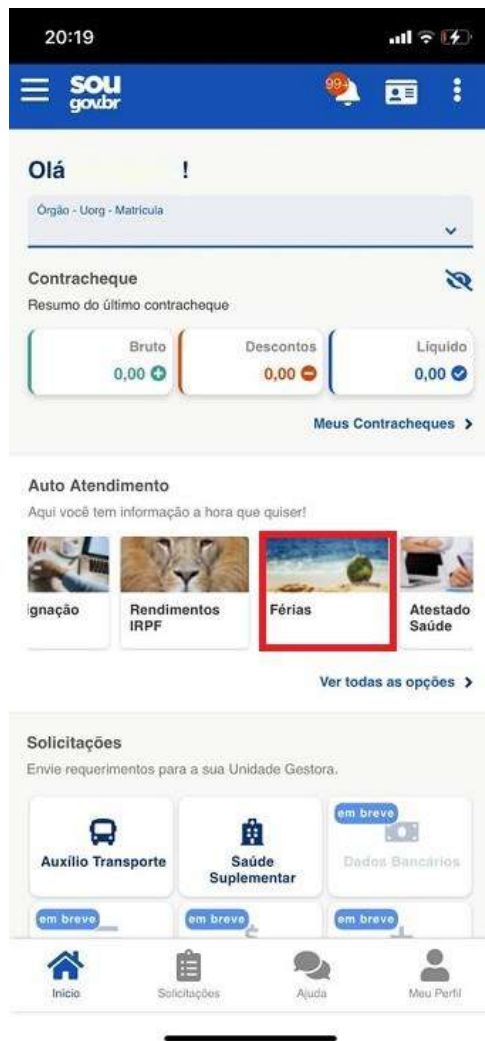 20:19
sou
gov.br
99+
Olá !
Órgão - Uorg - Matrícula
Contracheque
Resumo do último contracheque
Bruto
0,00
Descontos
0,00
Líquido
0,00
Meus Contracheques
Auto Atendimento
Aqui você tem informação a hora que quiser!
ignação
Rendimentos
IRPF
Férias
Atestado
Saúde
Ver todas as opções
Solicitações
Envie requerimentos para a sua Unidade Gestora.
Auxílio Transporte
Saúde
Suplementar
em breve
Dados Bancários
em breve
em breve
em breve
Início
Solicitações
Ajuda
Meu Perfil